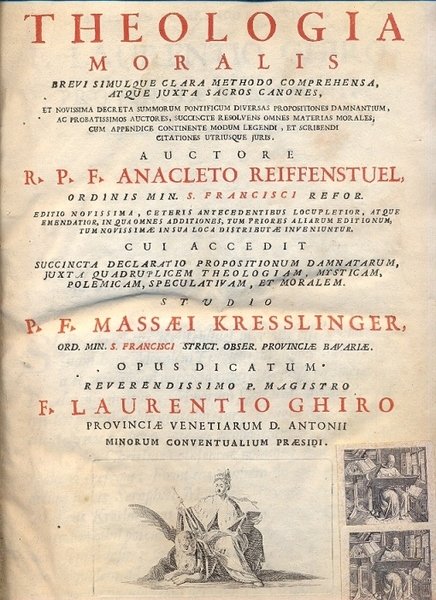 THEOLOGIA
MORALIS
BREVI SIMULQUE CLARA METHODO COMPREHENSA,
ATQUE JUXTA SACROS CANONES,
ET NOVISSIMA DECRETA SUMMORUM PONTIFICUM DIVERSAS PROPOSITIONES DAMNANTIUM,
AC PROBATISSIMOS AUCTORES, SUCCINCTE RESOLVENS OMNES MATERIAS MORALES;
CUM APPENDICE CONTINENTE MODUM LEGENDI, ET SCRIBENDI
CITATIONES UTRIUSQUE JURIS.
AUCTORE
R. P. F. ANACLETO REIFFENSTUEL,
ORDINIS MIN. S. FRANCISCI REFOR.
EDITIO NOVISSIMA, CETERIS ANTECEDENTIBUS LOCUPLETIOR, ATQUE
EMENDATIOR, IN QUA OMNES ADDITIONES, TUM PRIORES ALIARUM EDITIONUM,
TUM NOVISSIMÆ IN SUA LOCA DISTRIBUTÆ INVENIUNTUR.
CUI ACCEDIT
SUCCINCTA DECLARATIO PROPOSITIONUM DAMNATARUM,
JUXTA QUADRUPLICEM THEOLOGIAM, MYSTICAM,
POLEMICAM, SPECULATIVAM, ET MORALEM.
STUDIO
P. F. MASSÆI KRESSLINGER,
ORD. MIN. S. FRANCISCI STRICT. OBSER. PROVINCIÆ BAVARIÆ.
OPUS DICATUM
REVERENDISSIMO P. MAGISTRO
F. LAURENTIO GHIRO
PROVINCIÆ VENETIARUM D. ANTONII
MINORUM CONVENTUALIUM PRÆSIDI.